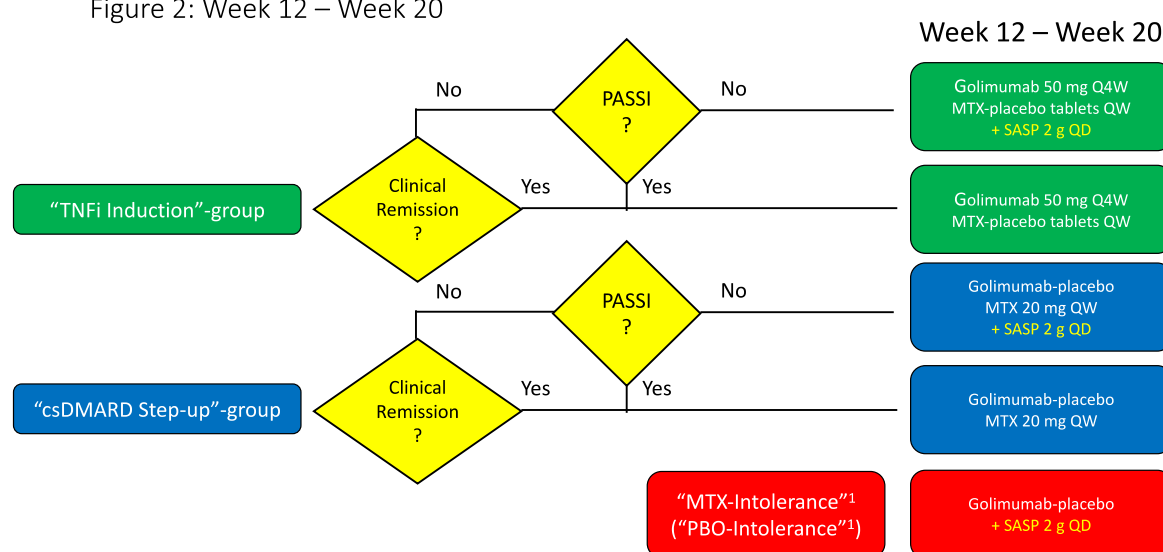 Figure 2: Week 12 – Week 20
Week 12 – Week 20
No
PASSI
?
No
Golimumab 50 mg Q4W
MTX-placebo tablets QW
+ SASP 2 g QD
“TNFi Induction”-group
Clinical
Remission
?
Yes
Yes
Golimumab 50 mg Q4W
MTX-placebo tablets QW
No
PASSI
?
No
Golimumab-placebo
MTX 20 mg QW
+ SASP 2 g QD
“csDMARD Step-up”-group
Clinical
Remission
?
Yes
Yes
Golimumab-placebo
MTX 20 mg QW
“MTX-Intolerance”¹
(“PBO-Intolerance”¹)
Golimumab-placebo
+ SASP 2 g QD